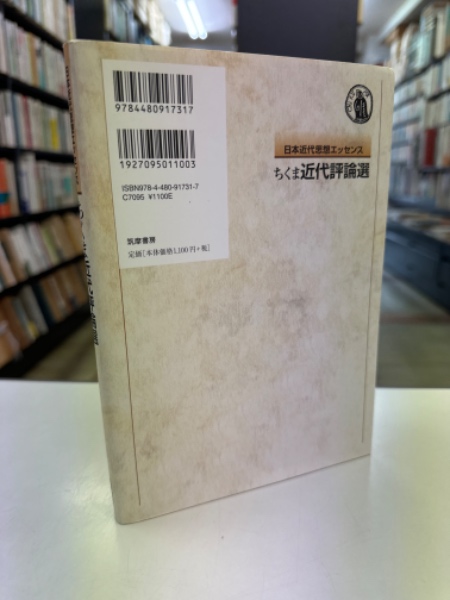 9784480917317
1927095011003
ISBN978-4-480-91731-7
C7095 ¥1100E
筑摩書房
定価[本体価格1,100円+税]
日本近代思想エッセンス
ちくま近代評論選